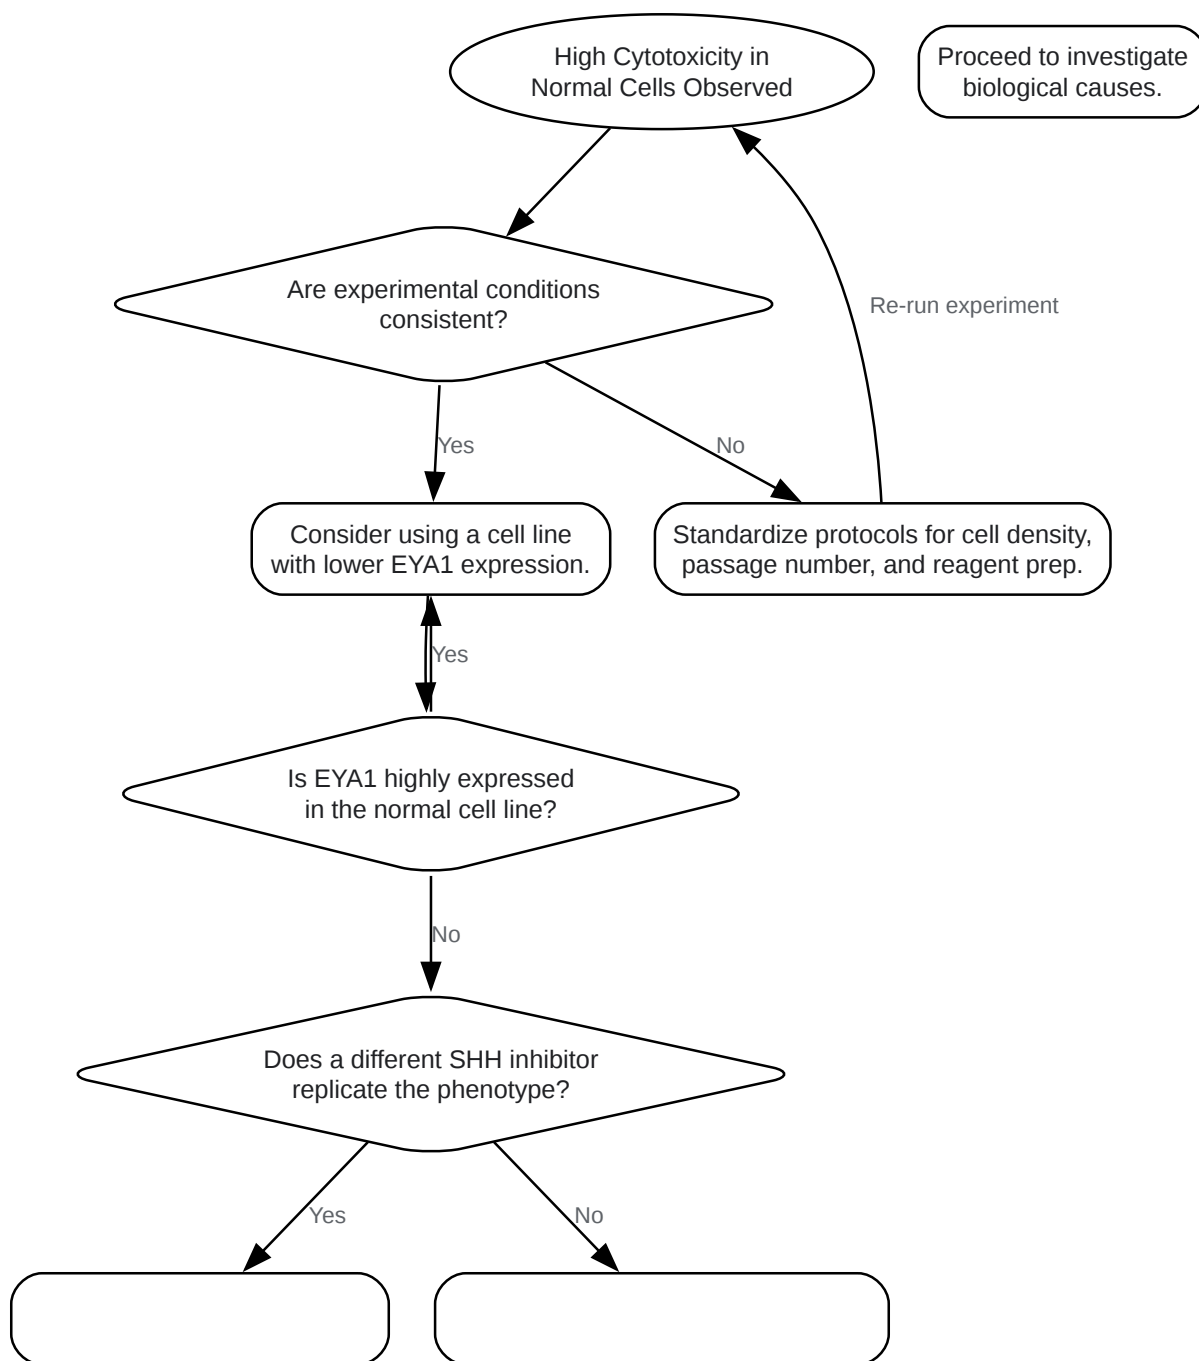 High Cytotoxicity in
Normal Cells Observed
Proceed to investigate
biological causes.
Are experimental conditions
consistent?
Re-run experiment
Yes
No
Consider using a cell line
with lower EYA1 expression.
Standardize protocols for cell density,
passage number, and reagent prep.
Yes
Is EYA1 highly expressed
in the normal cell line?
No
Does a different SHH inhibitor
replicate the phenotype?
Yes
No